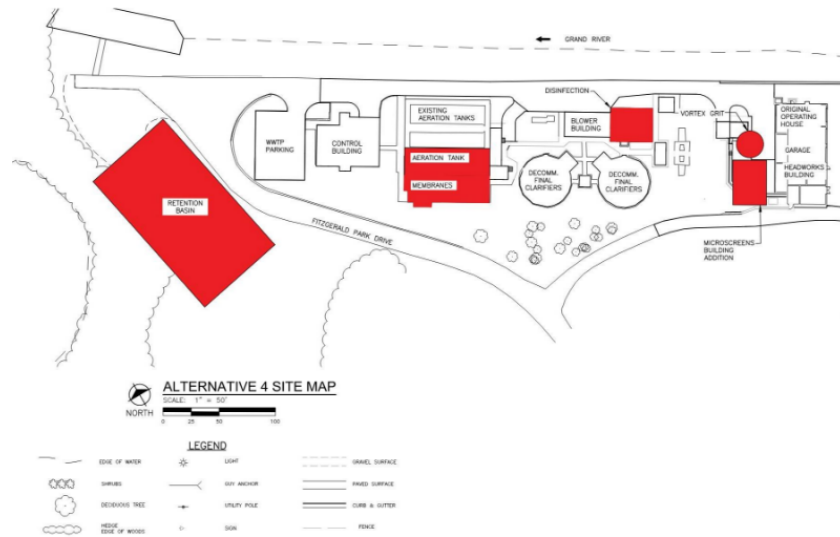 GRAND RIVER
DISINFECTION
EXISTING
AERATION TANKS
BLOWER
BUILDING
VORTEX GRIT
ORIGINAL
OPERATING
HOUSE
WWTP
PARKING
CONTROL
BUILDING
AERATION TANK
GARAGE
HEADWORKS
BUILDING
MEMBRANES
DECOMM.
FINAL
CLARIFIERS
DECOMM.
FINAL
CLARIFIERS
RETENTION
BASIN
FITZGERALD PARK DRIVE
MICROSCREENS
BUILDING
ADDITION
ALTERNATIVE 4 SITE MAP
SCALE: 1" = 50'
NORTH
0 25 50 100
LEGEND
EDGE OF WATER
LIGHT
GRAVEL SURFACE
SHRUBS
GUY ANCHOR
PAVED SURFACE
DECIDUOUS TREE
UTILITY POLE
CURB & GUTTER
HEDGE
EDGE OF WOODS
SIGN
FENCE